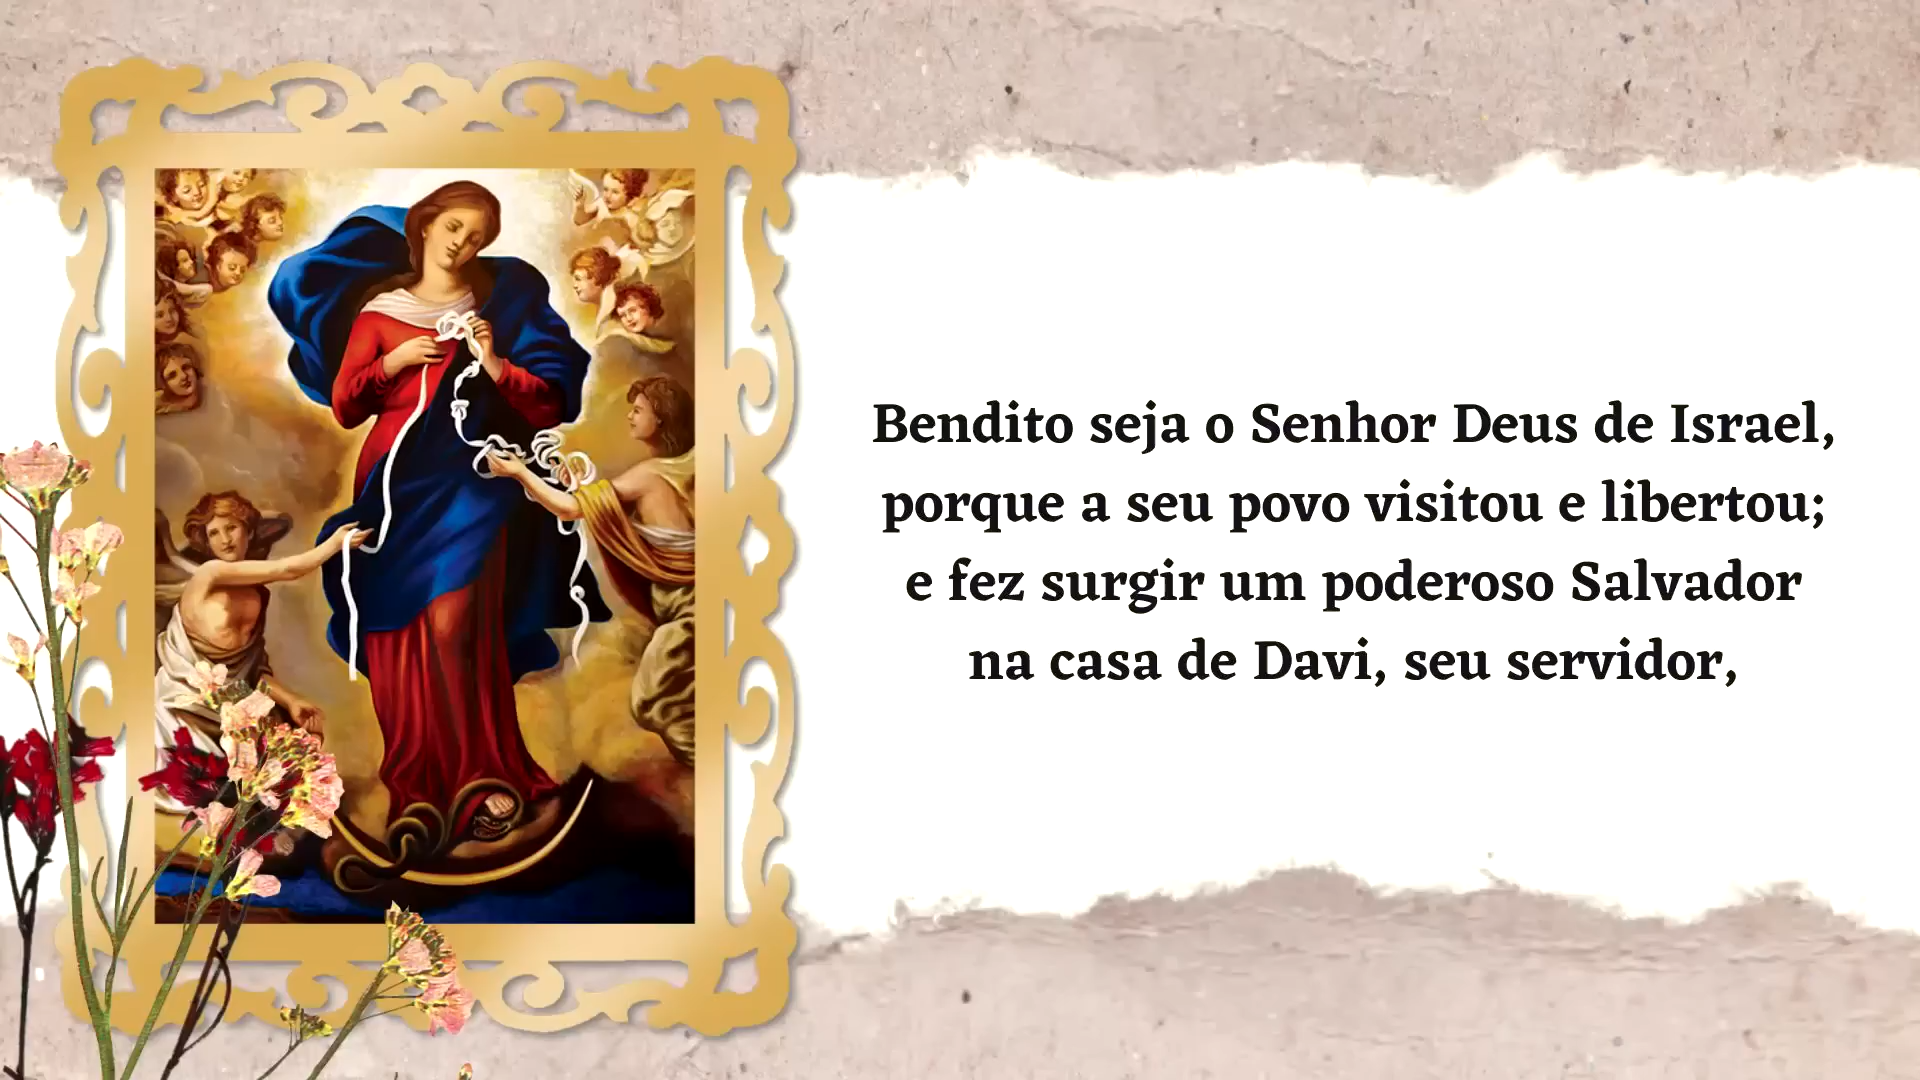 Bendito seja o Senhor Deus de Israel,
porque a seu povo visitou e libertou;
e fez surgir um poderoso Salvador
na casa de Davi, seu servidor,